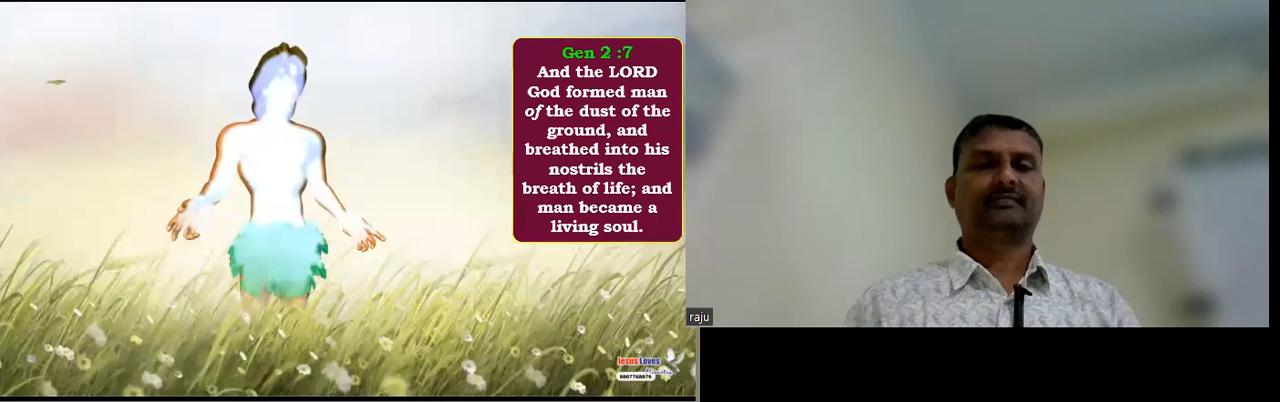 Gen 2 :7
And the LORD
God formed man
of the dust of the
ground, and
breathed into his
nostrils the
breath of life; and
man became a
living soul.
Jesus Loves
raju